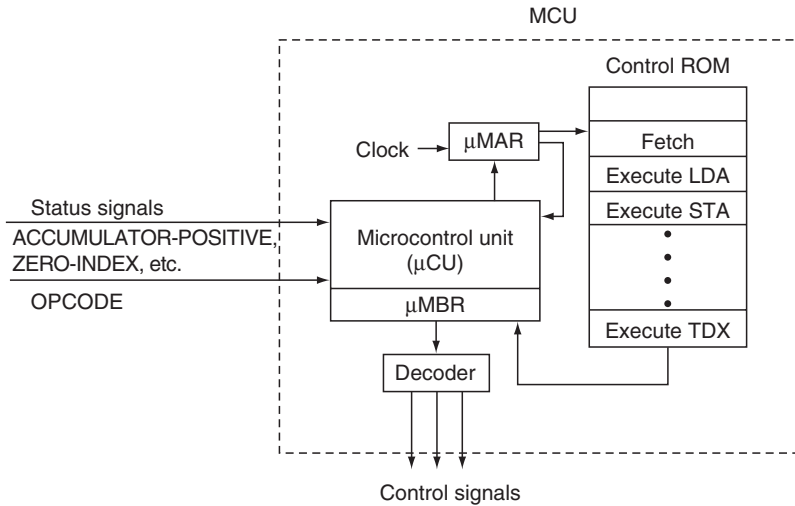 MCU
Control ROM
Clock
μMAR
Fetch
Execute LDA
Execute STA
Status signals
ACCUMULATOR-POSITIVE,
ZERO-INDEX, etc.
OPCODE
Microcontrol unit
(μCU)
μMBR
Execute TDX
Decoder
Control signals